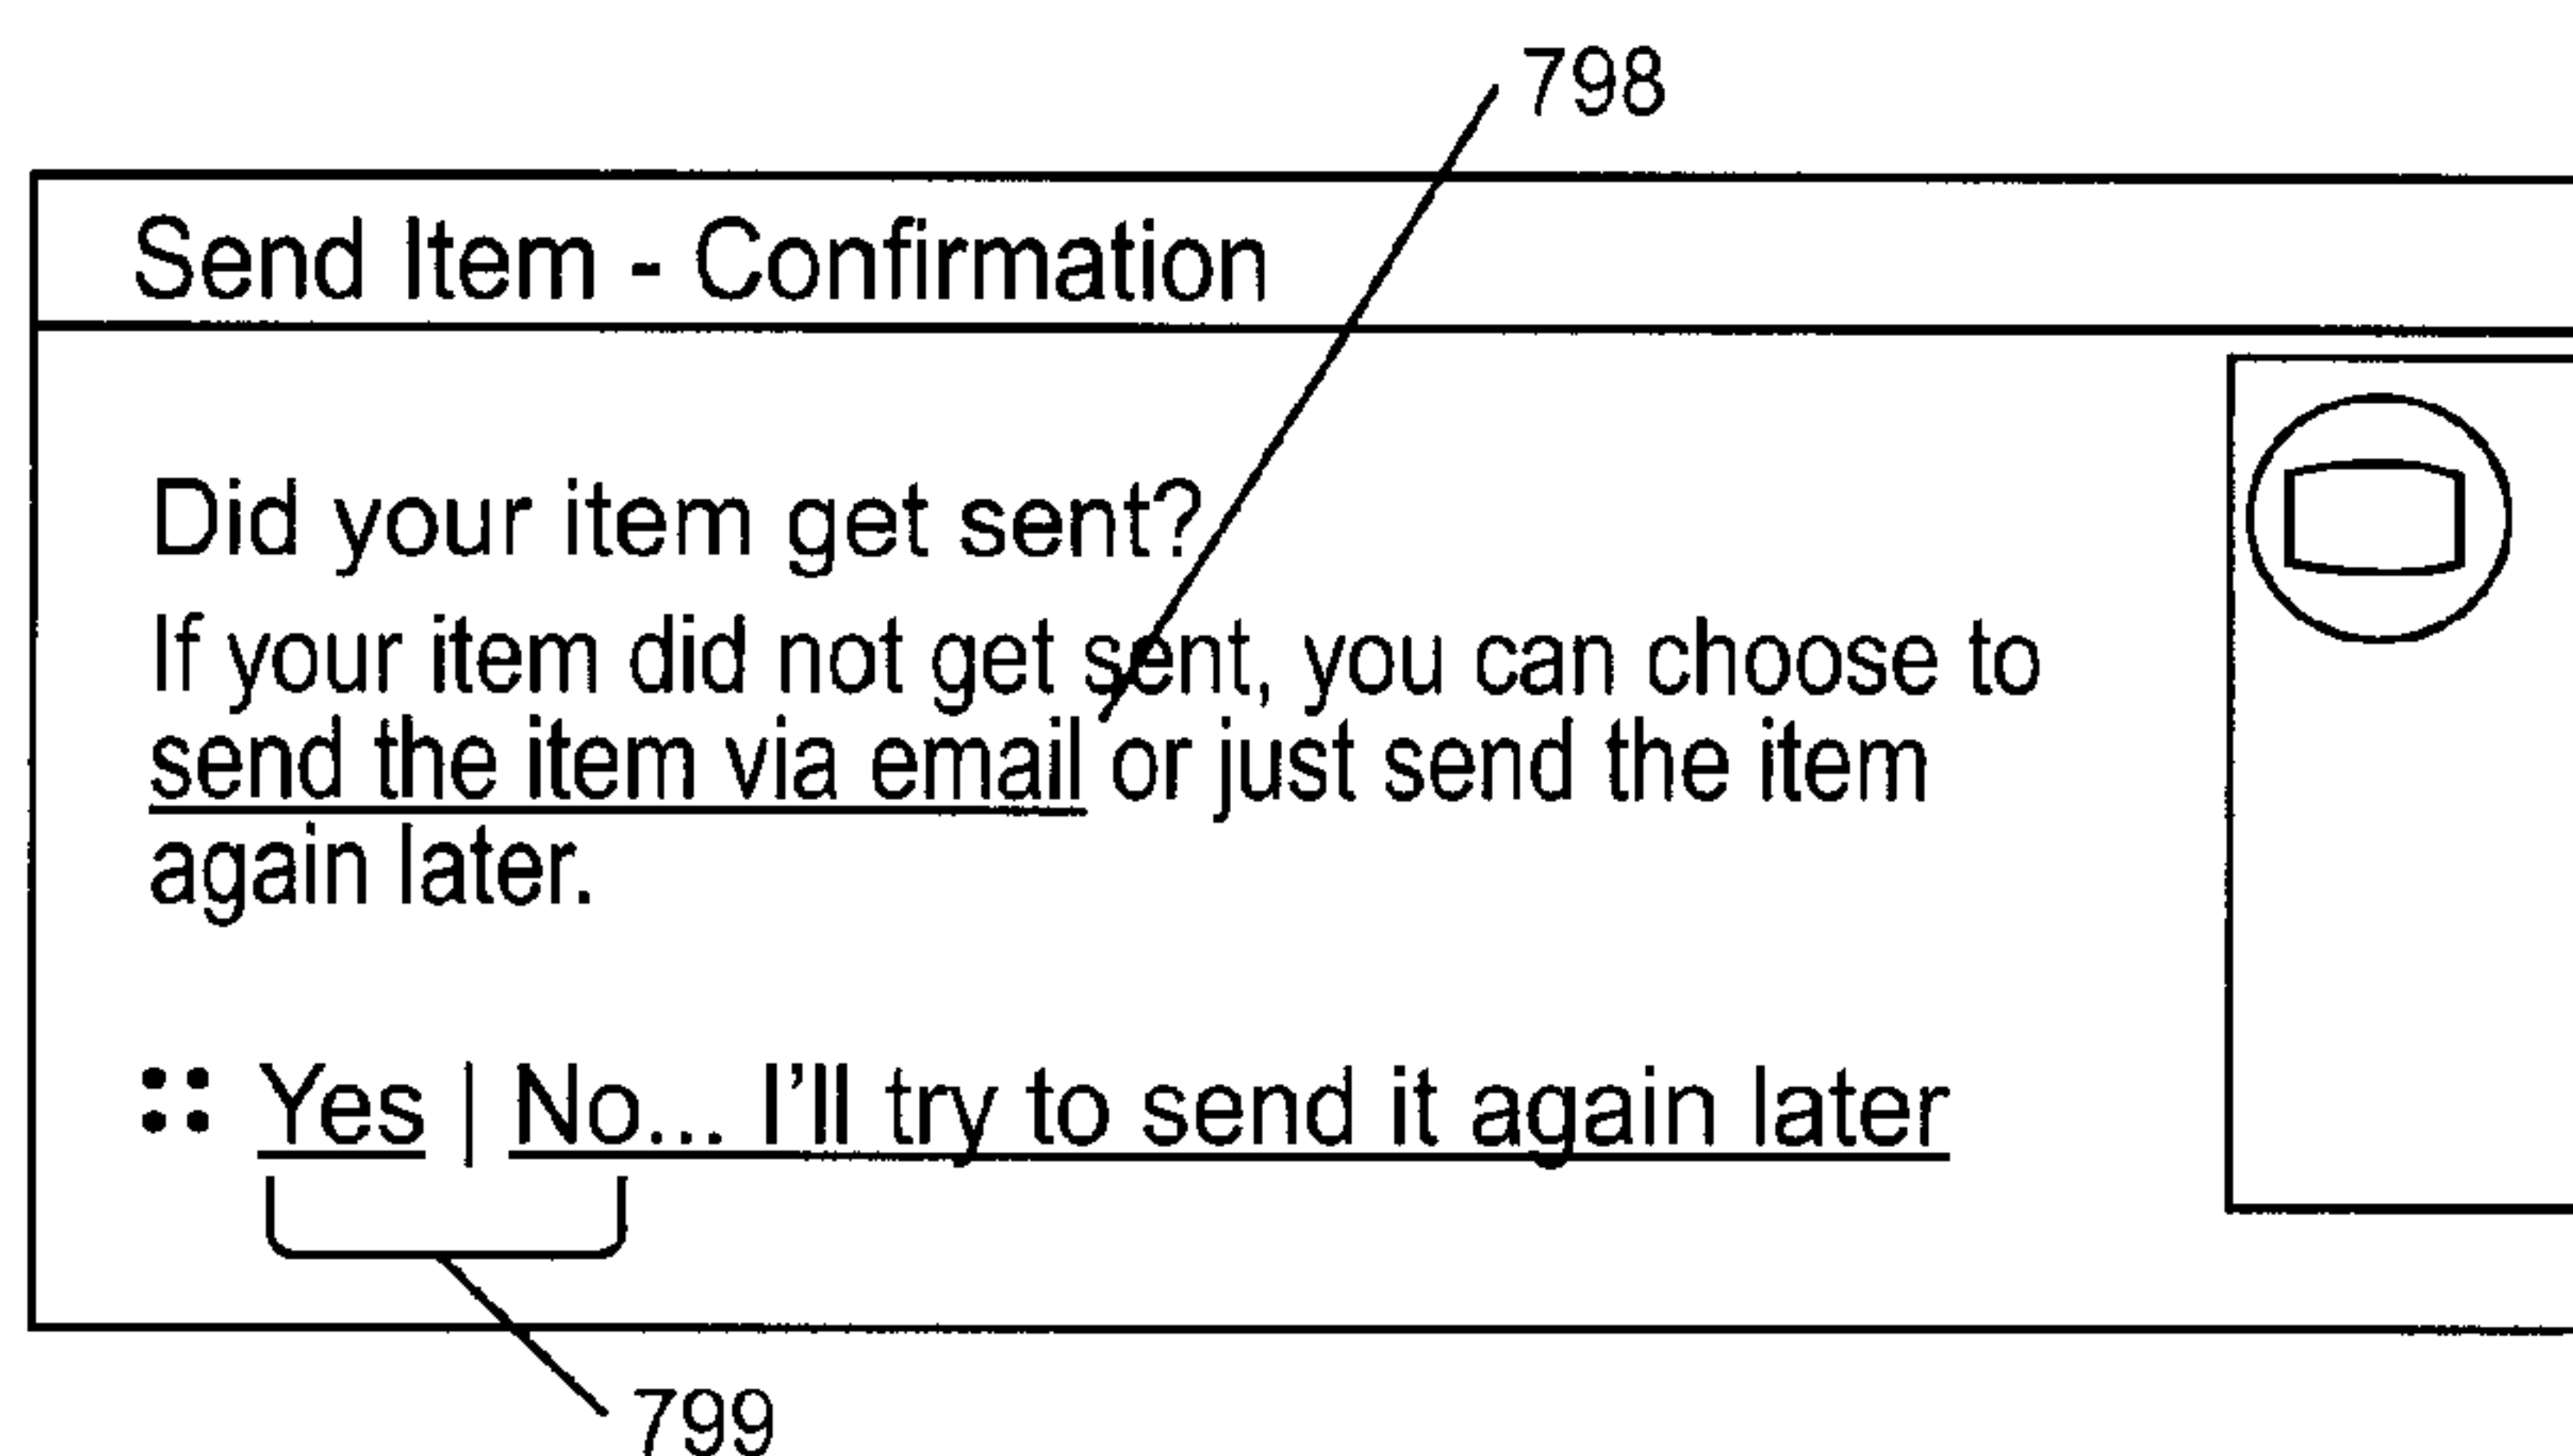 798
Send Item - Confirmation
Did your item get sent?
If your item did not get sent, you can choose to
send the item via email or just send the item
again later.
Yes | No... I'll try to send it again later
799